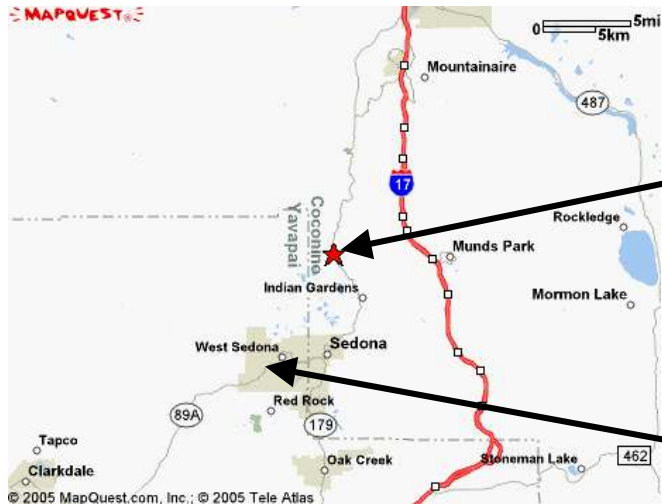 MAPQUEST
0 5mi
5km
Mountainaire
487
17
Coconino
Yavapai
Rockledge
Munds Park
Indian Gardens
Mormon Lake
West Sedona
Sedona
89A
Red Rock
179
Tapco
Oak Creek
Stoneman Lake
462
Clarkdale
© 2005 MapQuest.com, Inc.; © 2005 Tele Atlas